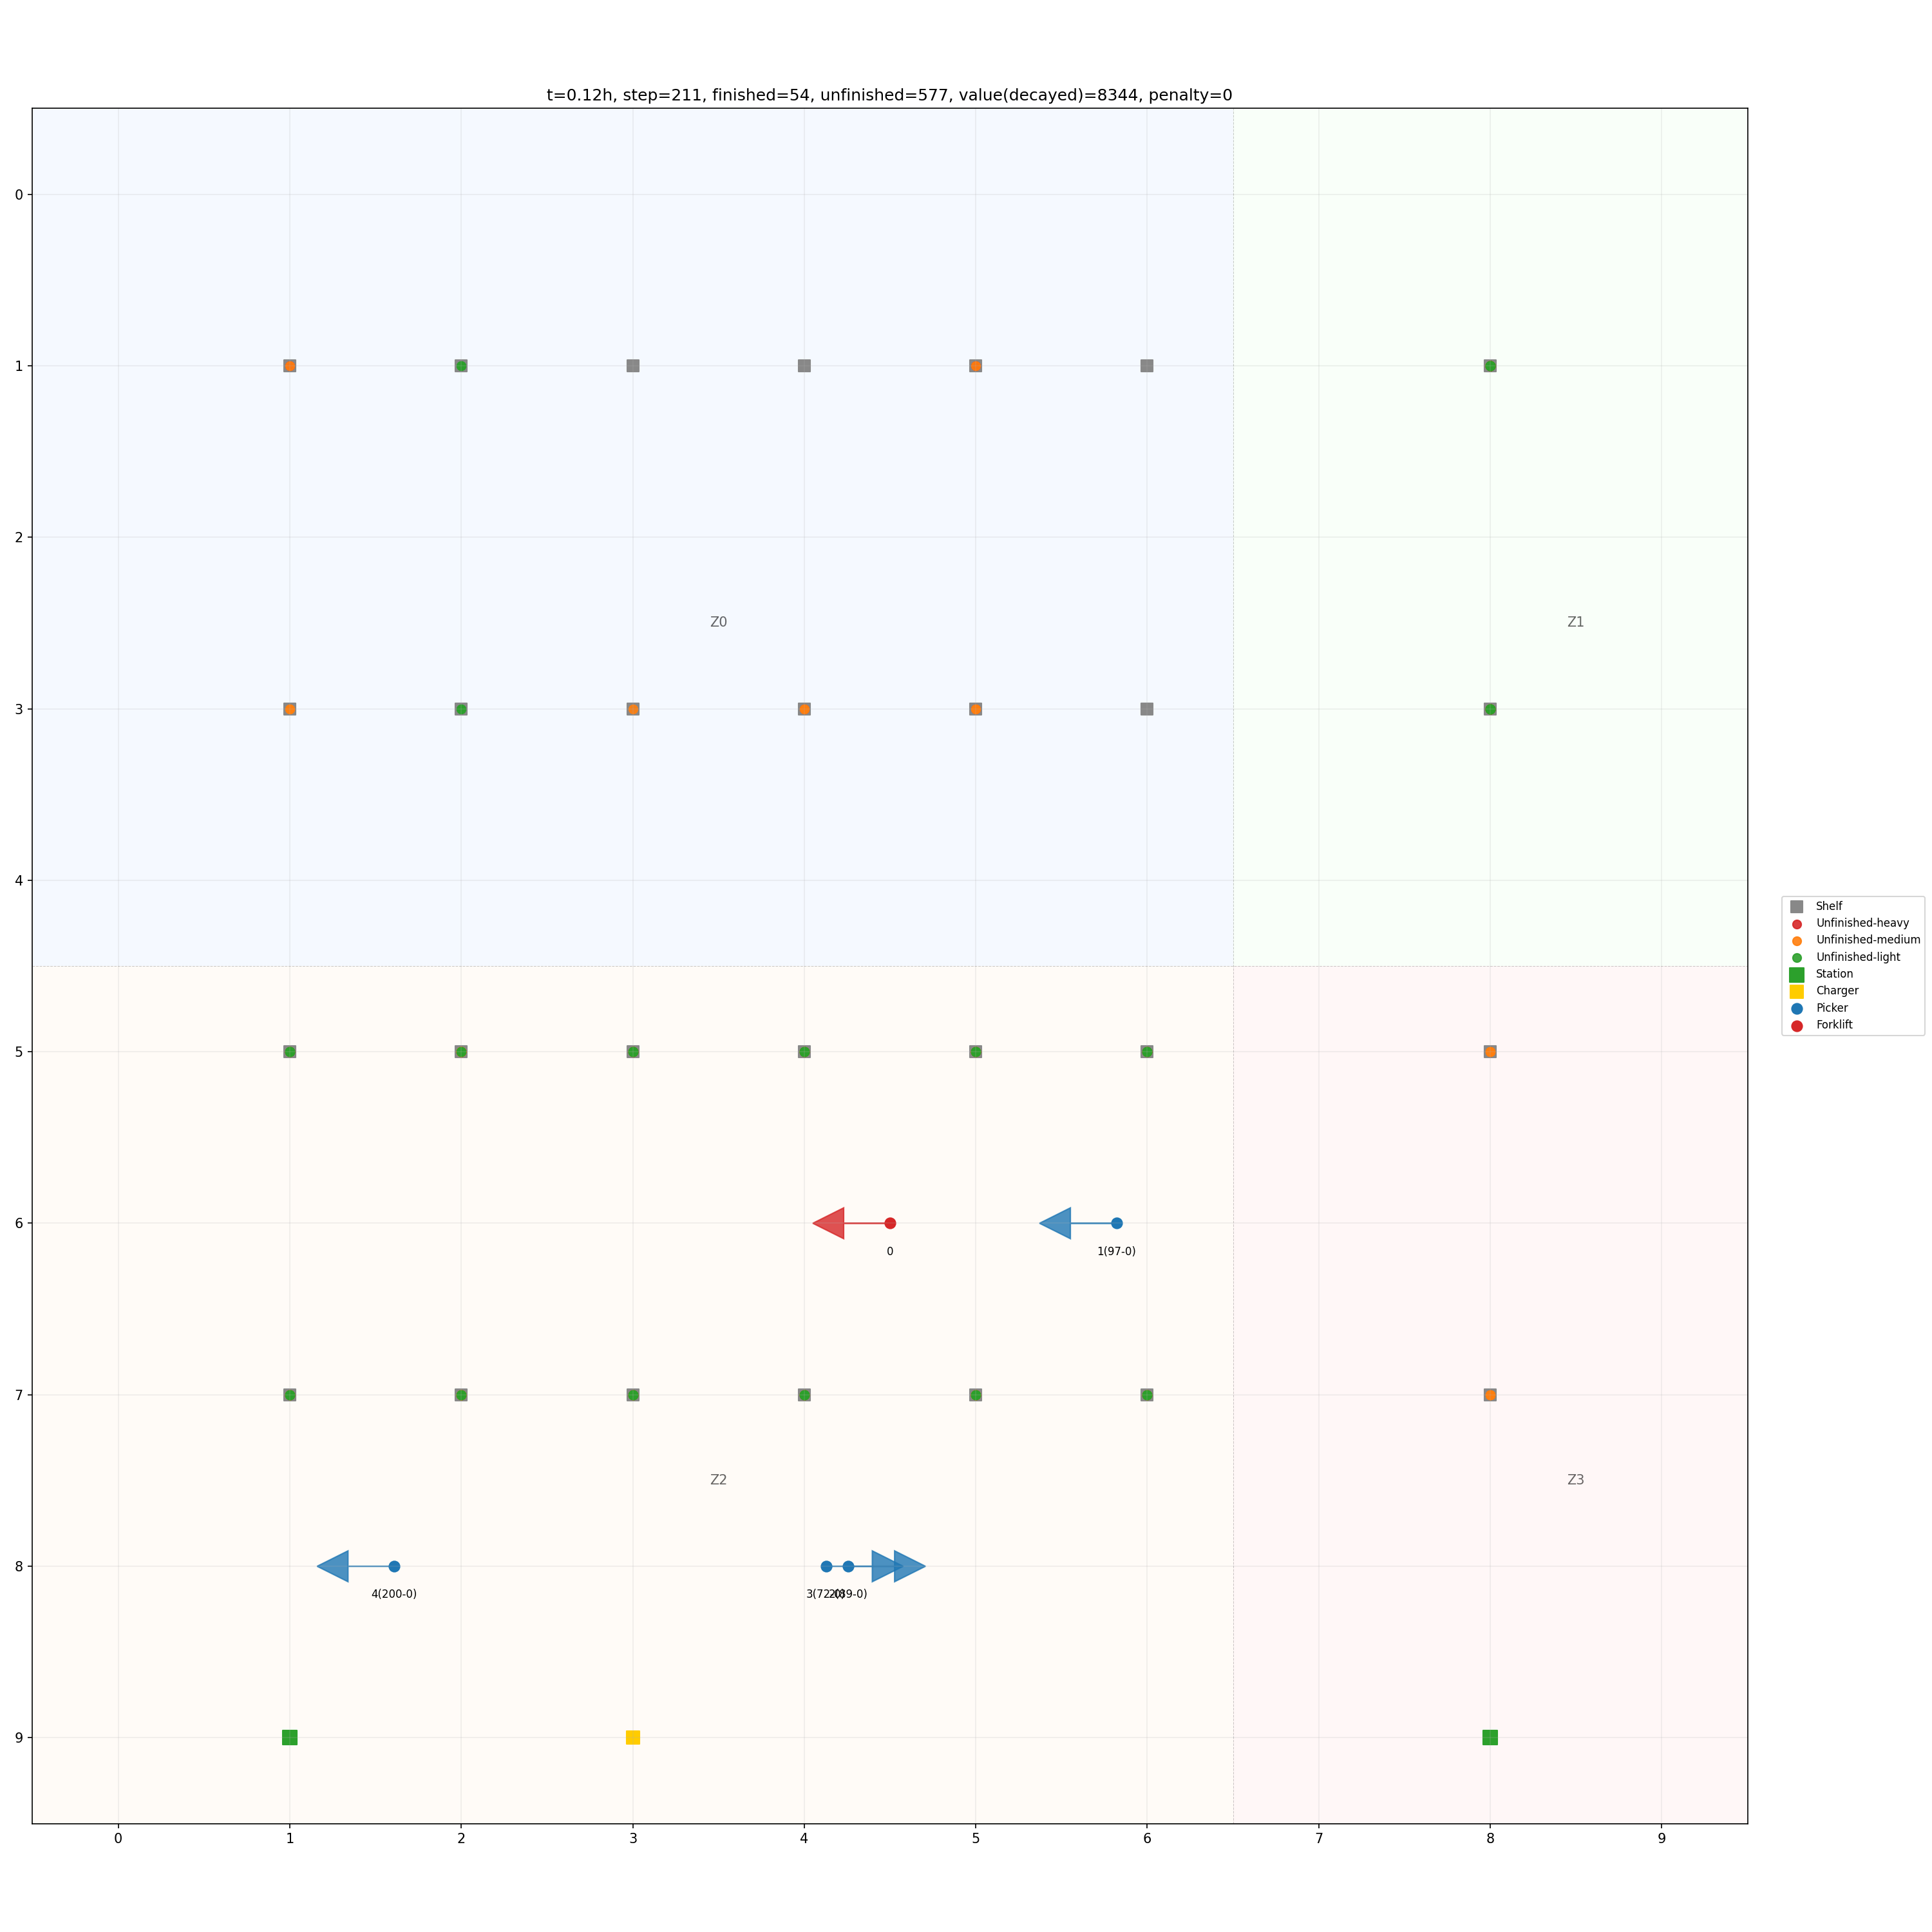 t=0.12h, step=211, finished=54, unfinished=577, value(decayed)=8344, penalty=0
0
1
2
Z0
Z1
3
4
Shelf
Unfinished-heavy
Unfinished-medium
Unfinished-light
Station
Charger
Picker
Forklift
5
6
0
1(97-0)
7
Z2
Z3
8
4(200-0)
9
0
1
2
3
4
5
6
7
8
9